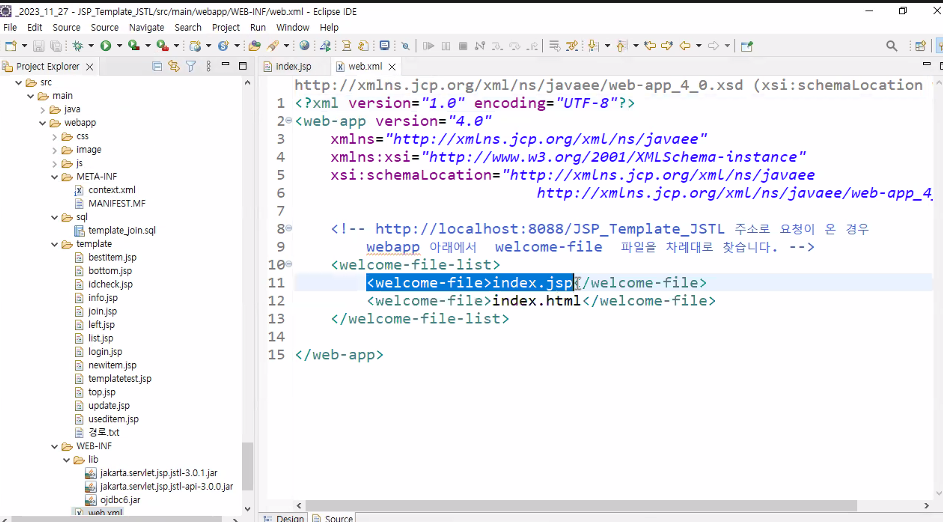 _2023_11_27 - JSP_Template_JSTL/src/main/webapp/WEB-INF/web.xml - Eclipse IDE
File Edit Source Navigate Search Project Run Window Help
Project Explorer
src
main
java
webapp
css
image
js
META-INF
context.xml
MANIFEST.MF
sql
template_join.sql
template
bestitem.jsp
bottom.jsp
idcheck.jsp
info.jsp
join.jsp
left.jsp
list.jsp
login.jsp
newitem.jsp
templatetest.jsp
top.jsp
update.jsp
useditem.jsp
경로.txt
WEB-INF
lib
jakarta.servlet.jsp.jstl-3.0.1.jar
jakarta.servlet.jsp.jstl-api-3.0.0.jar
ojdbc6.jar
web.xml
index.jsp web.xml
http://xmlns.jcp.org/xml/ns/javaee/web-app_4_0.xsd (xsi:schemaLocation
1 <?xml version="1.0" encoding="UTF-8"?>
2 <web-app version="4.0"
3 xmlns="http://xmlns.jcp.org/xml/ns/javaee"
4 xmlns:xsi="http://www.w3.org/2001/XMLSchema-instance"
5 xsi:schemaLocation="http://xmlns.jcp.org/xml/ns/javaee
6 http://xmlns.jcp.org/xml/ns/javaee/web-app_4_
7
8 <!-- http://localhost:8088/JSP_Template_JSTL 주소로 요청이 온 경우
9 webapp 아래에서 welcome-file 파일을 차례대로 찾습니다. -->
10 <welcome-file-list>
11 <welcome-file>index.jsp</welcome-file>
12 <welcome-file>index.html</welcome-file>
13 </welcome-file-list>
14
15 </web-app>
Design Source